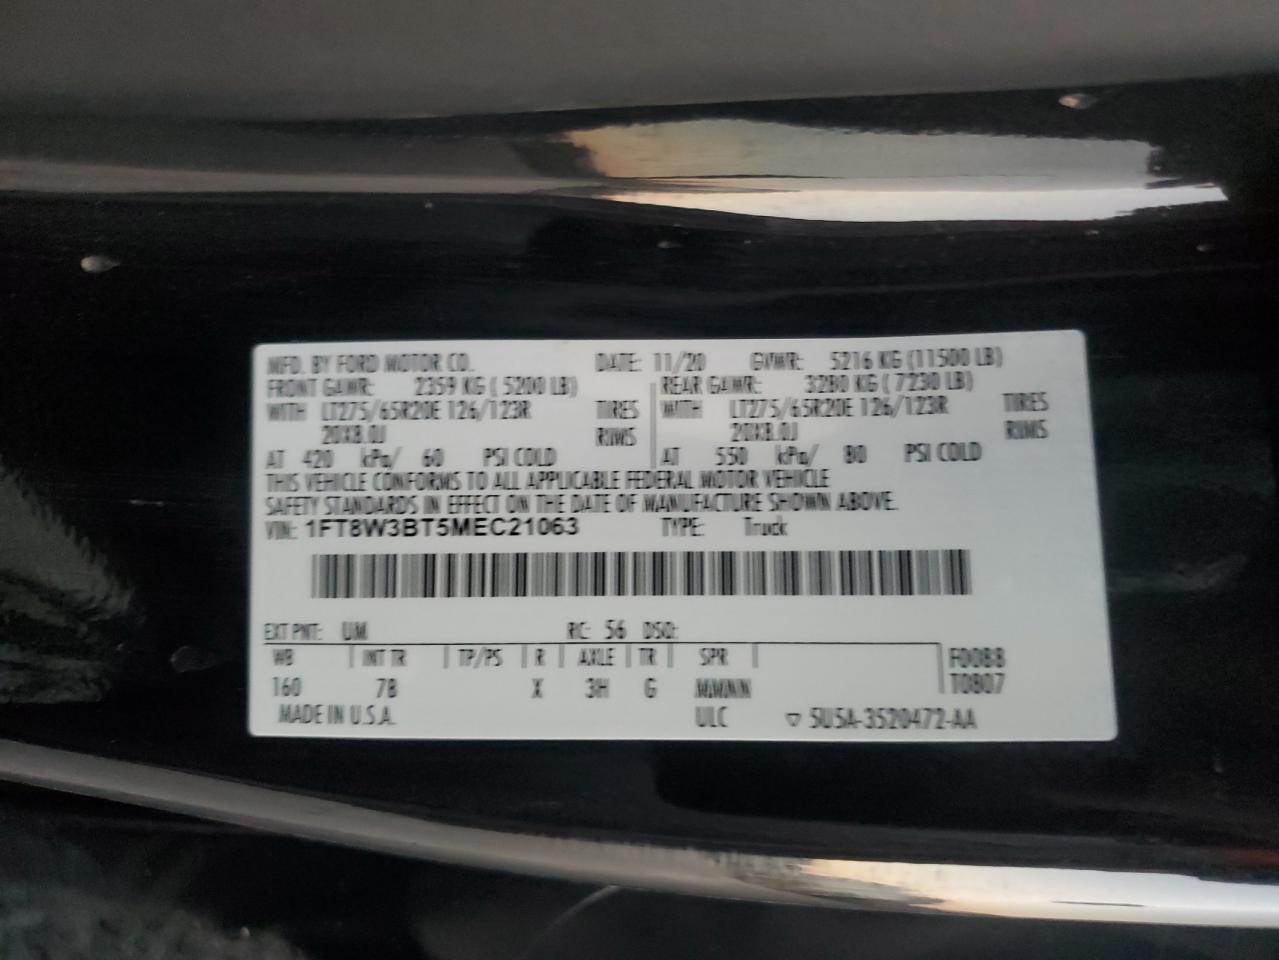 MFD. BY FORD MOTOR CO. DATE: 11/20 GVWR: 5216 KG (11500 LB)
FRONT GAWR: 2359 KG ( 5200 LB) REAR GAWR: 3280 KG ( 7230 LB)
WITH LT275/65R20E 126/123R TIRES WITH LT275/65R20E 126/123R TIRES
20X8.0J RIMS 20X8.0J RIMS
AT 420 kPa/ 60 PSI COLD AT 550 kPa/ 80 PSI COLD
THIS VEHICLE CONFORMS TO ALL APPLICABLE FEDERAL MOTOR VEHICLE
SAFETY STANDARDS IN EFFECT ON THE DATE OF MANUFACTURE SHOWN ABOVE.
VIN: 1FT8W3BT5MEC21063 TYPE: Truck
EXT PNT: UM RC: 56 DSO:
WB INT TR TP/PS R AXLE TR SPR F0088
160 7B X 3H G MMNN T0807
MADE IN U.S.A. ULC ▽ 5U5A-3520472-AA